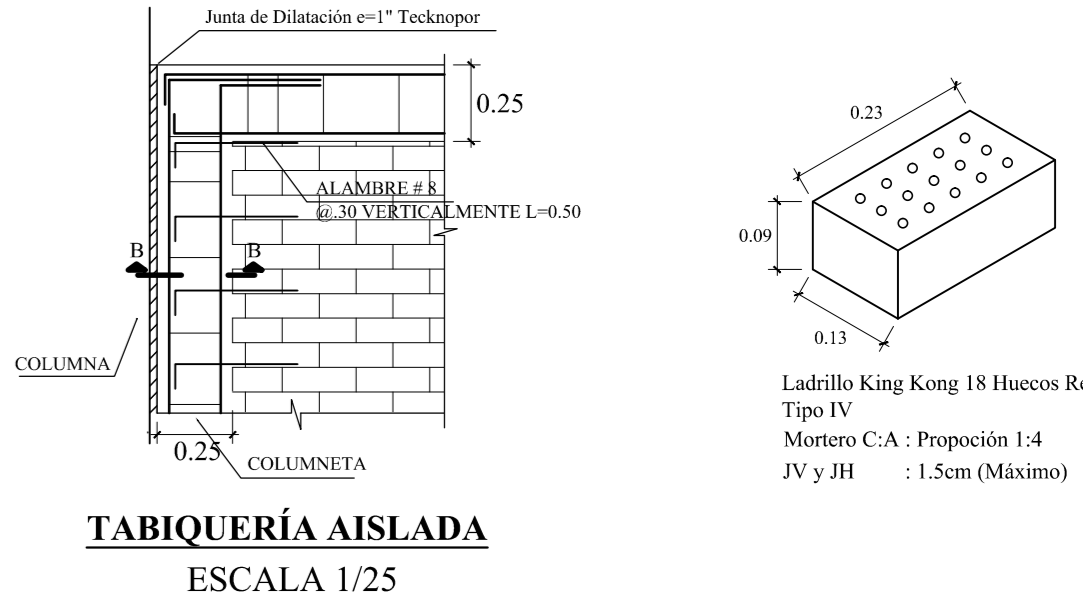 Junta de Dilatación e=1" Tecknopor
0.25
ALAMBRE # 8
@.30 VERTICALMENTE L=0.50
B
B
COLUMNA
0.25
COLUMNETA
TABIQUERÍA AISLADA
ESCALA 1/25
0.23
0.09
0.13
Ladrillo King Kong 18 Huecos Re
Tipo IV
Mortero C:A : Propoción 1:4
JV y JH : 1.5cm (Máximo)